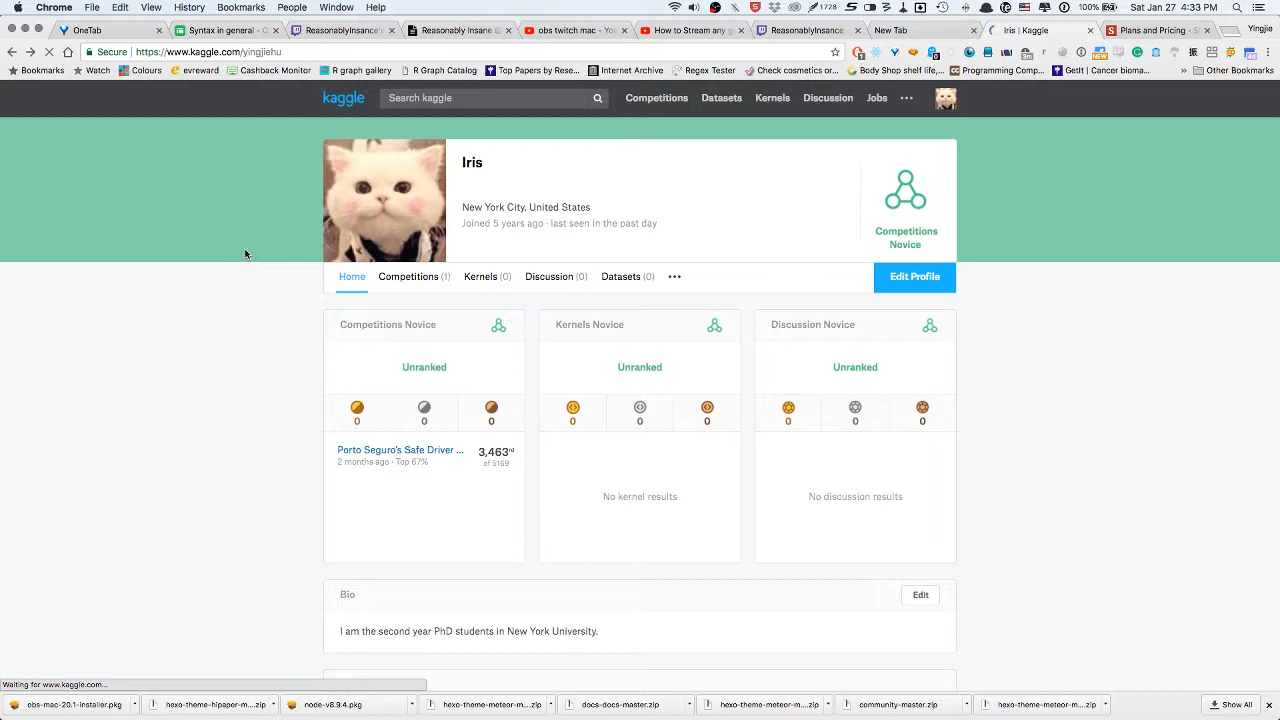 Chrome File Edit View History Bookmarks People Window Help 1728 100% Sat Jan 27 4:33 PM
OneTab Syntax in general - G ReasonablyInsance's Reasonably Insane obs twitch mac - You How to Stream any g ReasonablyInsance New Tab Iris | Kaggle Plans and Pricing - S Yingjie
Secure https://www.kaggle.com/yingjiehu
Bookmarks Watch Colours evreward Cashback Monitor R graph gallery R Graph Catalog Top Papers by Rese... Internet Archive Regex Tester Check cosmetics or... Body Shop shelf life,... Programming Comp... GetIt | Cancer bioma... Other Bookmarks
kaggle Search kaggle Competitions Datasets Kernels Discussion Jobs
Iris
New York City, United States
Joined 5 years ago · last seen in the past day
Competitions
Novice
Home Competitions (1) Kernels (0) Discussion (0) Datasets (0) Edit Profile
Competitions Novice Kernels Novice Discussion Novice
Unranked Unranked Unranked
0 0 0 0 0 0 0 0 0
Porto Seguro's Safe Driver ... 3,463rd
2 months ago · Top 67% of 5169
No kernel results No discussion results
Bio Edit
I am the second year PhD students in New York University.
Waiting for www.kaggle.com...
obs-mac-20.1-installer.pkg hexo-theme-hipaper-m....zip node-v8.9.4.pkg hexo-theme-meteor-m....zip docs-docs-master.zip hexo-theme-meteor-m....zip community-master.zip hexo-theme-meteor-m....zip Show All